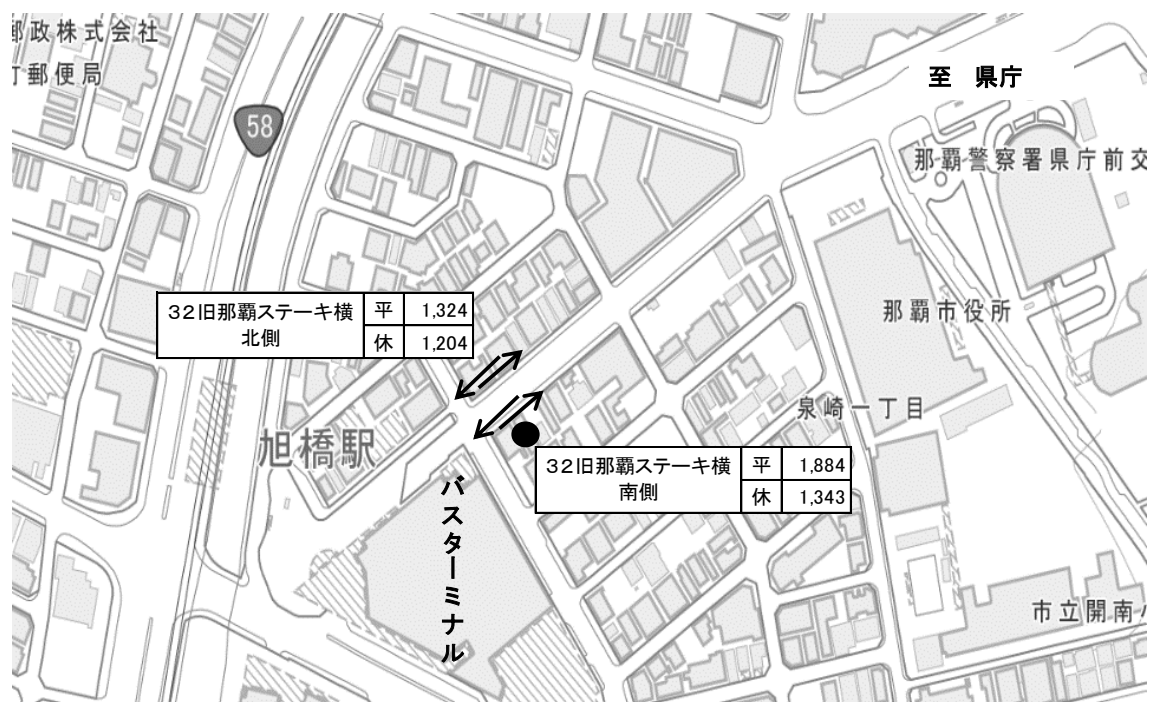 郵政株式会社
町郵便局
58
至 県庁
那覇警察署県庁前交
32旧那覇ステーキ横
北側
平 1,324
休 1,204
那覇市役所
泉崎一丁目
旭橋駅
32旧那覇ステーキ横
南側
平 1,884
休 1,343
バスターミナル
市立開南小